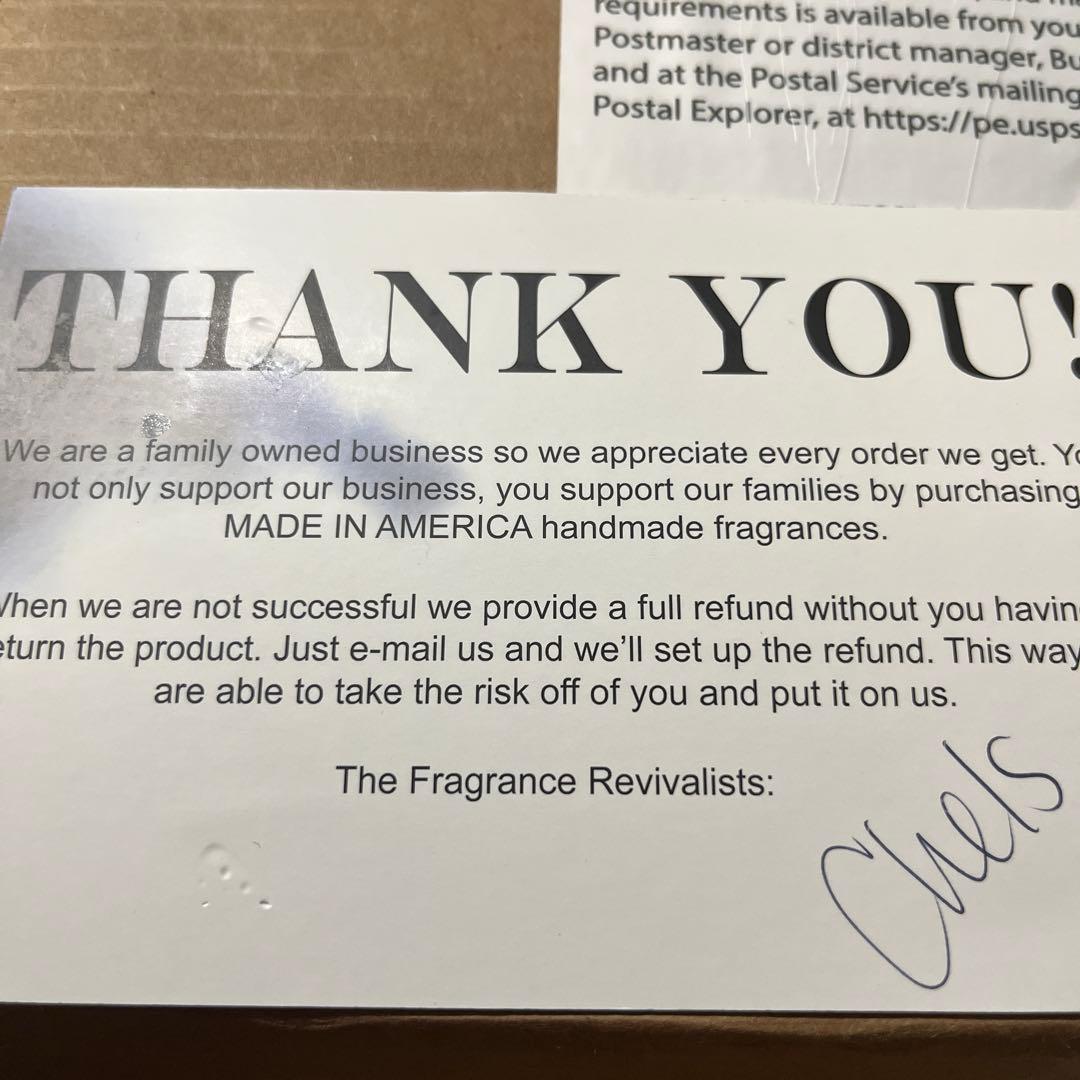 requirements is available from you
Postmaster or district manager, Bu
and at the Postal Service's mailing
Postal Explorer, at https://pe.usps
THANK YOU!
We are a family owned business so we appreciate every order we get. Yo
not only support our business, you support our families by purchasing
MADE IN AMERICA handmade fragrances.
When we are not successful we provide a full refund without you havin
eturn the product. Just e-mail us and we'll set up the refund. This way
are able to take the risk off of you and put it on us.
The Fragrance Revivalists:
Chels